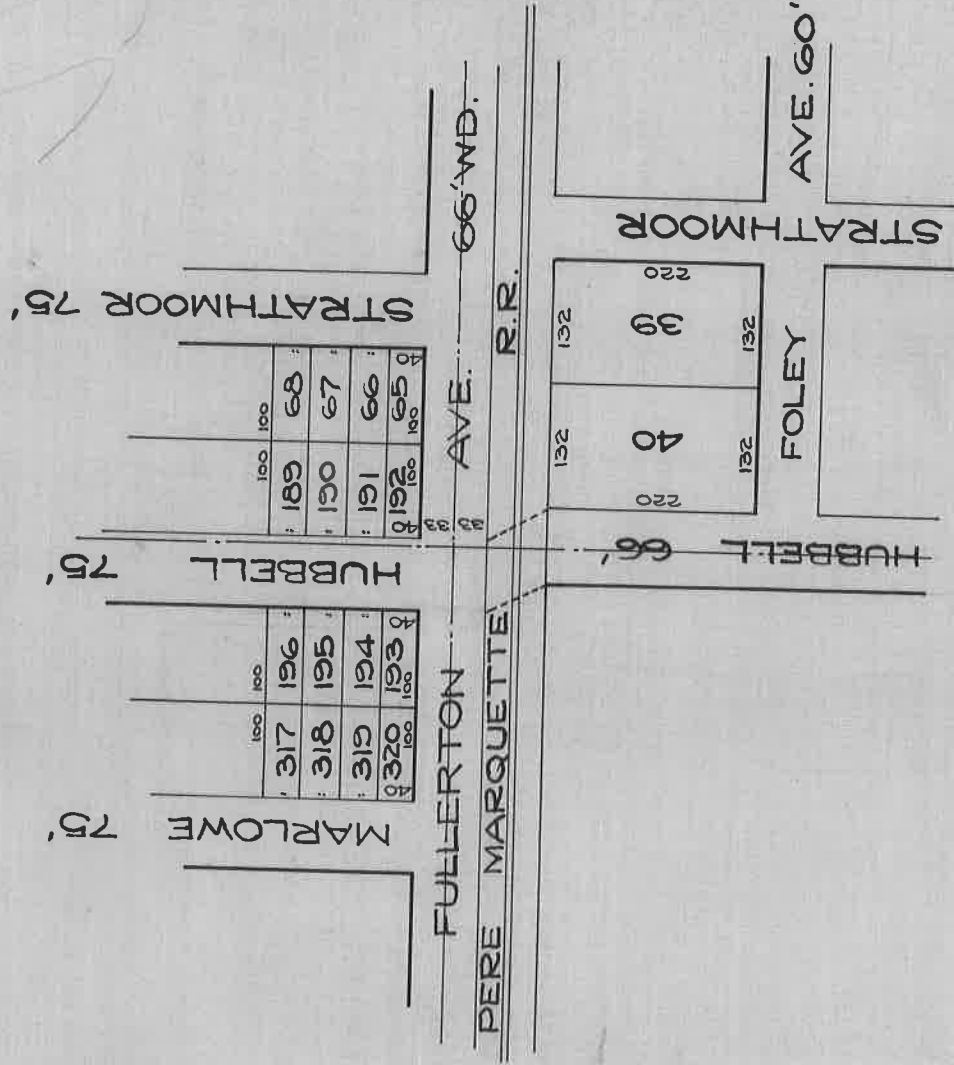 STRATHMOOR 75'
HUBBELL 75'
MARLOWE 75'
100 100
" 189 68 "
" 190 67 "
" 191 66 "
40 192 100 65 100 40
100 100
" 317 196 "
" 318 195 "
" 319 194 "
40 320 100 193 100 40
33 33
FULLERTON AVE. 66' WD.
PERE MARQUETTE R.R.
132 132
220 40 39 220
132 132
FOLEY AVE. 60'
HUBBELL 66'
STRATHMOOR